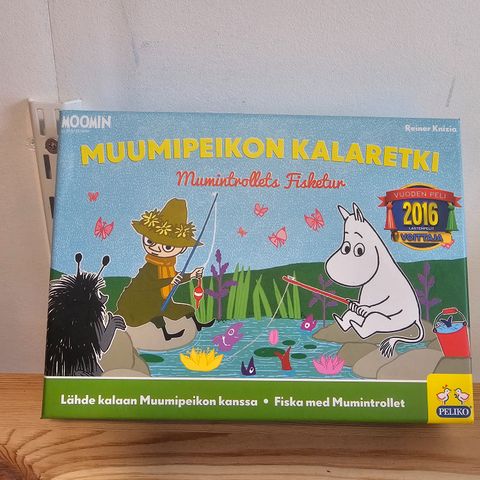 MOOMIN
Reiner Knizia
MUUMIPEIKON KALARETKI
Mumintrollets Fisketur
VUODEN PELI
2016
LASTENPELIT
VOITTAJA
Lähde kalaan Muumipeikon kanssa • Fiska med Mumintrollet
PELIKO